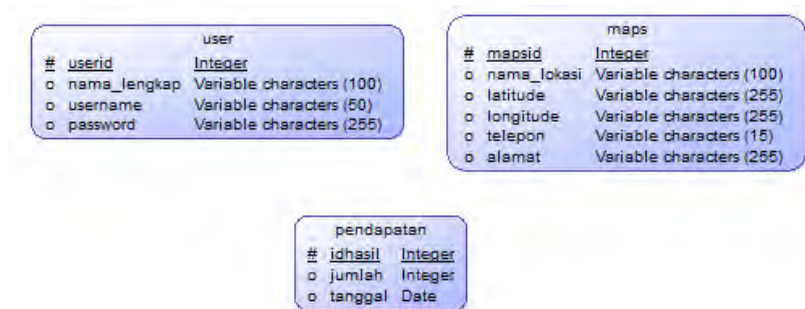 user
# userid Integer
o nama_lengkap Variable characters (100)
o username Variable characters (50)
o password Variable characters (255)
maps
# mapsid Integer
o nama_lokasi Variable characters (100)
o latitude Variable characters (255)
o longitude Variable characters (255)
o telepon Variable characters (15)
o alamat Variable characters (255)
pendapatan
# idhasil Integer
o jumlah Integer
o tanggal Date